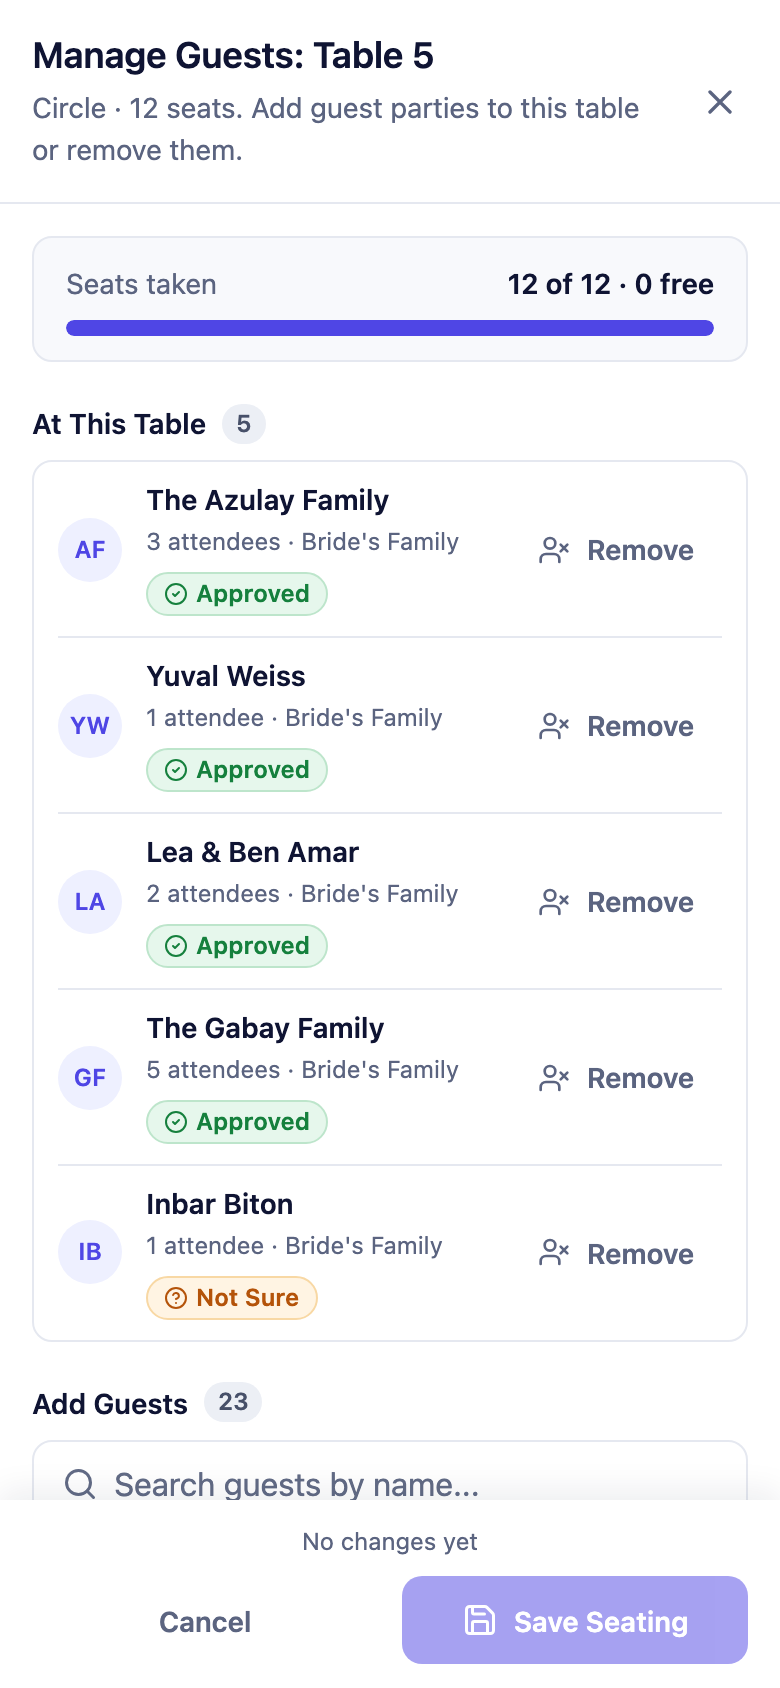 Manage Guests: Table 5
Circle · 12 seats. Add guest parties to this table
or remove them.
Seats taken
12 of 12 · 0 free
At This Table 5
AF
The Azulay Family
3 attendees · Bride's Family
Approved
Remove
YW
Yuval Weiss
1 attendee · Bride's Family
Approved
Remove
LA
Lea & Ben Amar
2 attendees · Bride's Family
Approved
Remove
GF
The Gabay Family
5 attendees · Bride's Family
Approved
Remove
IB
Inbar Biton
1 attendee · Bride's Family
Not Sure
Remove
Add Guests 23
Search guests by name...
No changes yet
Cancel
Save Seating